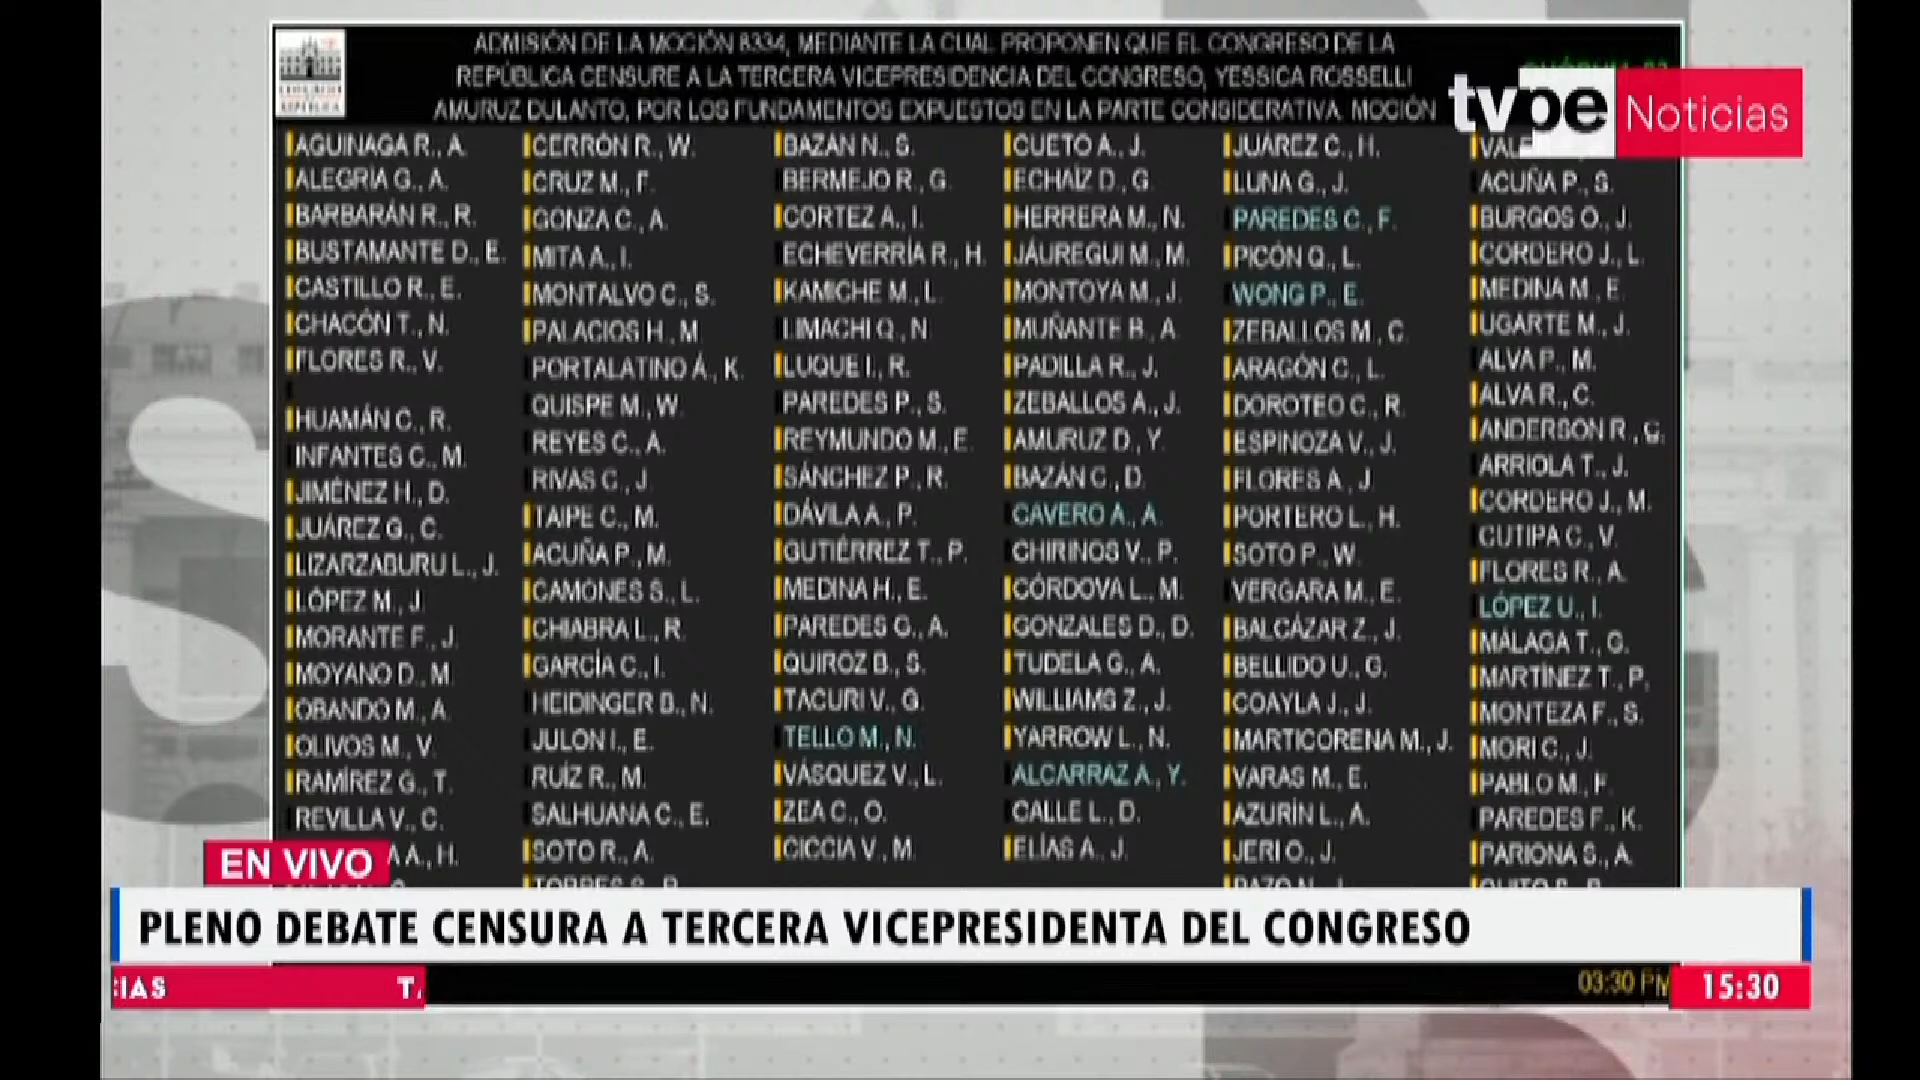 ADMISIÓN DE LA MOCIÓN 8334, MEDIANTE LA CUAL PROPONEN QUE EL CONGRESO DE LA
REPÚBLICA CENSURE A LA TERCERA VICEPRESIDENCIA DEL CONGRESO, YESSICA ROSSELLI
AMURUZ DULANTO, POR LOS FUNDAMENTOS EXPUESTOS EN LA PARTE CONSIDERATIVA. MOCIÓN
tvpe Noticias
AGUINAGA R., A.
ALEGRÍA G., A.
BARBARÁN R., R.
BUSTAMANTE D., E.
CASTILLO R., E.
CHACÓN T., N.
FLORES R., V.
HUAMÁN C., R.
INFANTES C., M.
JIMÉNEZ H., D.
JUÁREZ G., C.
LIZARZABURU L., J.
LÓPEZ M., J.
MORANTE F., J.
MOYANO D., M.
OBANDO M., A.
OLIVOS M., V.
RAMÍREZ G., T.
REVILLA V., C.
A A., H.
CERRÓN R., W.
CRUZ M., F.
GONZA C., A.
MITA A., I.
MONTALVO C., S.
PALACIOS H., M.
PORTALATINO Á., K.
QUISPE M., W.
REYES C., A.
RIVAS C., J.
TAIPE C., M.
ACUÑA P., M.
CAMONES S., L.
CHIABRA L., R.
GARCÍA C., I.
HEIDINGER B., N.
JULON I., E.
RUÍZ R., M.
SALHUANA C., E.
SOTO R., A.
BAZAN N., S.
BERMEJO R., G.
CORTEZ A., I.
ECHEVERRÍA R., H.
KAMICHE M., L.
LIMACHI Q., N.
LUQUE I., R.
PAREDES P., S.
REYMUNDO M., E.
SÁNCHEZ P., R.
DÁVILA A., P.
GUTIÉRREZ T., P.
MEDINA H., E.
PAREDES G., A.
QUIROZ B., S.
TACURI V., G.
TELLO M., N.
VÁSQUEZ V., L.
ZEA C., O.
CICCIA V., M.
CUETO A., J.
ECHAÍZ D., G.
HERRERA M., N.
JÁUREGUI M., M.
MONTOYA M., J.
MUÑANTE B., A.
PADILLA R., J.
ZEBALLOS A., J.
AMURUZ D., Y.
BAZÁN C., D.
CAVERO A., A.
CHIRINOS V., P.
CÓRDOVA L., M.
GONZALES D., D.
TUDELA G., A.
WILLIAMS Z., J.
YARROW L., N.
ALCARRAZ A., Y.
CALLE L., D.
ELÍAS A., J.
JUÁREZ C., H.
LUNA G., J.
PAREDES C., F.
PICÓN Q., L.
WONG P., E.
ZEBALLOS M., C.
ARAGÓN C., L.
DOROTEO C., R.
ESPINOZA V., J.
FLORES A., J.
PORTERO L., H.
SOTO P., W.
VERGARA M., E.
BALCÁZAR Z., J.
BELLIDO U., G.
COAYLA J., J.
MARTICORENA M., J.
VARAS M., E.
AZURÍN L., A.
JERI O., J.
VALE
ACUÑA P., S.
BURGOS O., J.
CORDERO J., L.
MEDINA M., E.
UGARTE M., J.
ALVA P., M.
ALVA R., C.
ANDERSON R., C.
ARRIOLA T., J.
CORDERO J., M.
CUTIPA C., V.
FLORES R., A.
LÓPEZ U., I.
MÁLAGA T., G.
MARTÍNEZ T., P.
MONTEZA F., S.
MORI C., J.
PABLO M., F.
PAREDES F., K.
PARIONA S., A.
EN VIVO
PLENO DEBATE CENSURA A TERCERA VICEPRESIDENTA DEL CONGRESO
IAS T
03:30 PM
15:30